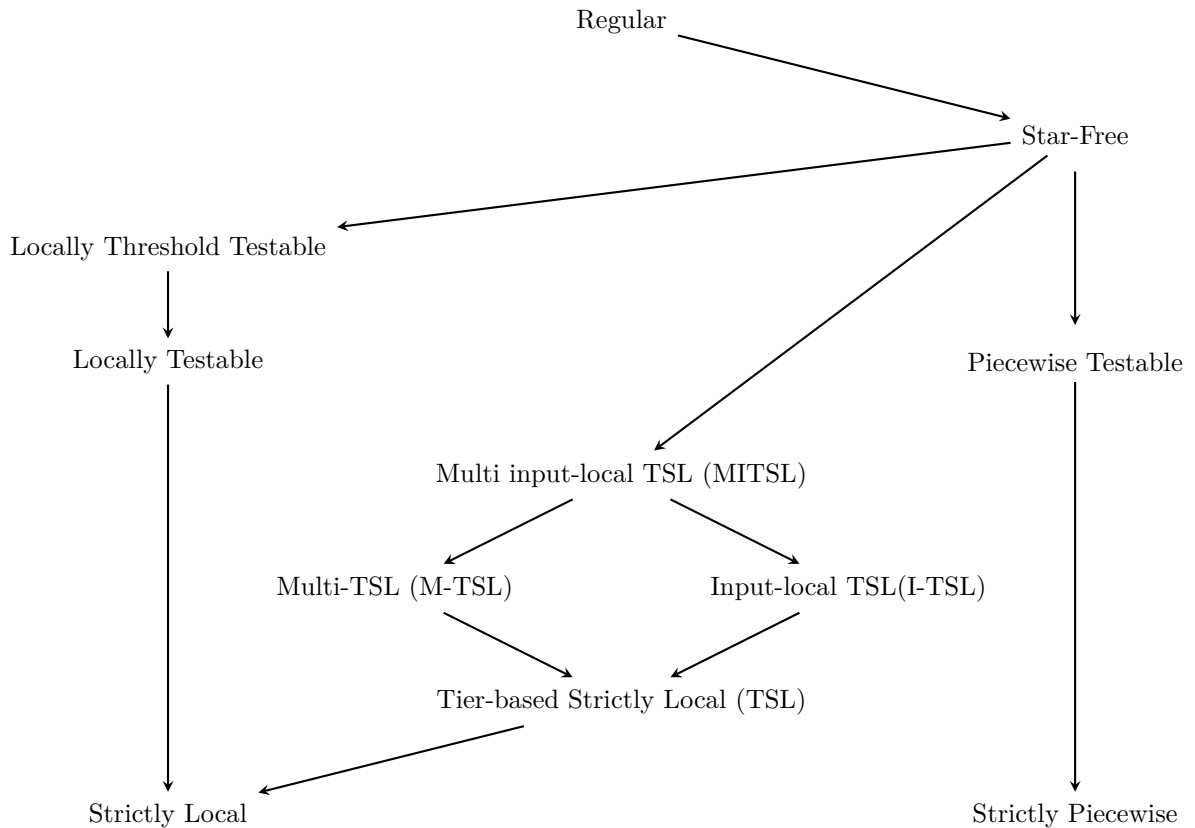 Regular
Star-Free
Locally Threshold Testable
Locally Testable
Piecewise Testable
Multi input-local TSL (MITSL)
Multi-TSL (M-TSL)
Input-local TSL(I-TSL)
Tier-based Strictly Local (TSL)
Strictly Local
Strictly Piecewise